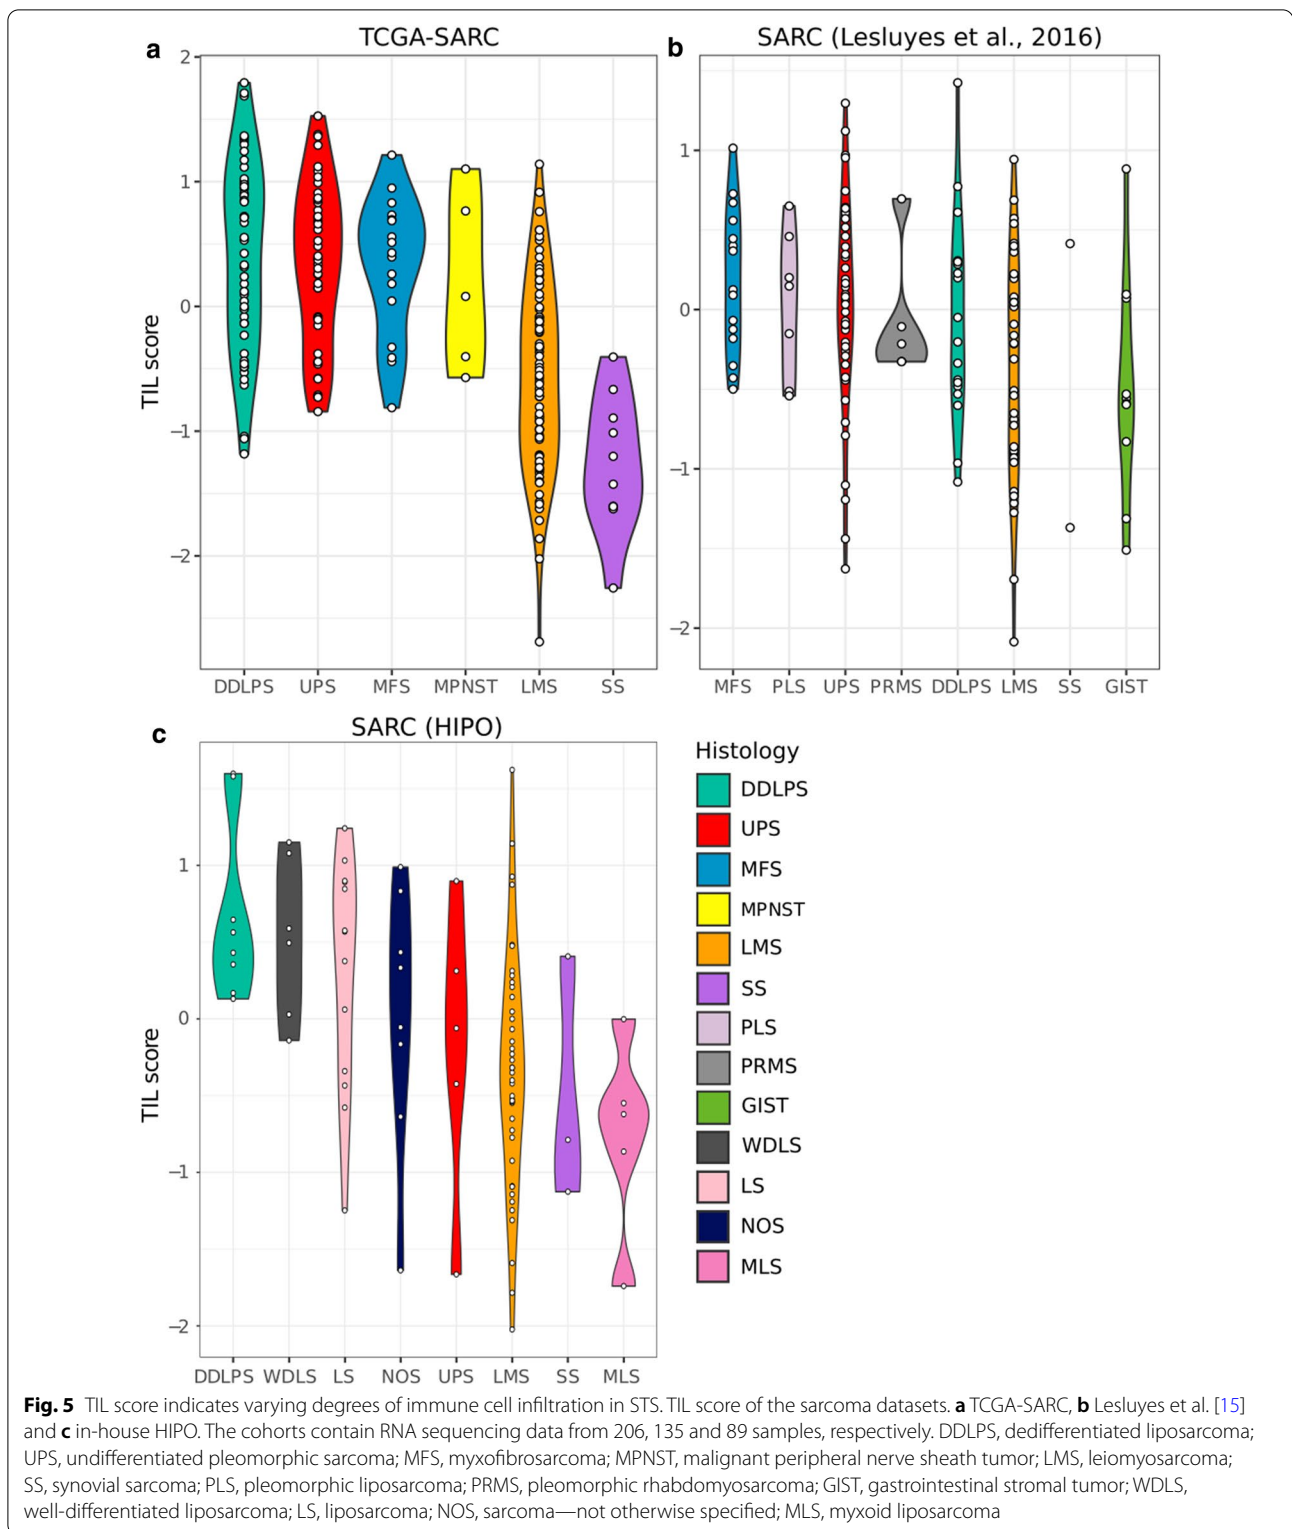 a
TCGA-SARC
2
1
0
−1
−2
TIL score
DDLPS UPS MFS MPNST LMS SS
b
SARC (Lesluyes et al., 2016)
1
0
−1
−2
MFS PLS UPS PRMS DDLPS LMS SS GIST
c
SARC (HIPO)
1
0
−1
−2
TIL score
DDLPS WDLS LS NOS UPS LMS SS MLS
Histology
DDLPS
UPS
MFS
MPNST
LMS
SS
PLS
PRMS
GIST
WDLS
LS
NOS
MLS
Fig. 5 TIL score indicates varying degrees of immune cell infiltration in STS. TIL score of the sarcoma datasets. a TCGA-SARC, b Lesluyes et al. [15]
and c in-house HIPO. The cohorts contain RNA sequencing data from 206, 135 and 89 samples, respectively. DDLPS, dedifferentiated liposarcoma;
UPS, undifferentiated pleomorphic sarcoma; MFS, myxofibrosarcoma; MPNST, malignant peripheral nerve sheath tumor; LMS, leiomyosarcoma;
SS, synovial sarcoma; PLS, pleomorphic liposarcoma; PRMS, pleomorphic rhabdomyosarcoma; GIST, gastrointestinal stromal tumor; WDLS,
well-differentiated liposarcoma; LS, liposarcoma; NOS, sarcoma—not otherwise specified; MLS, myxoid liposarcoma